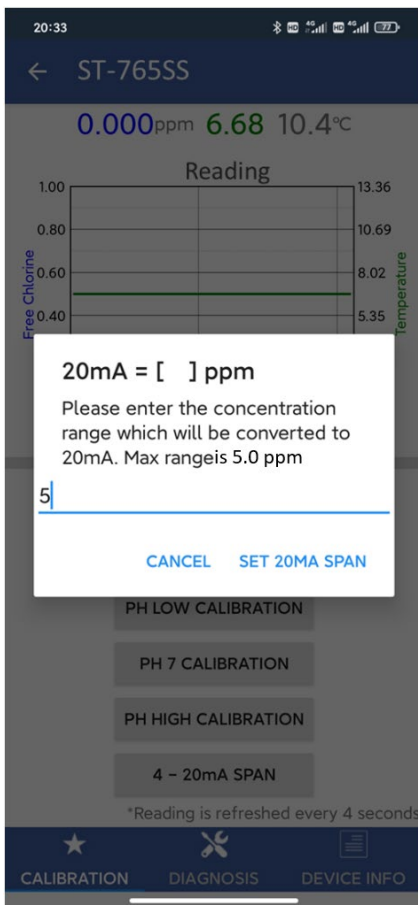 20:33
HD 4G HD 4G 77
ST-765SS
0.000ppm 6.68 10.4°C
Reading
1.00 13.36
0.80 10.69
0.60 8.02
0.40 5.35
Free Chlorine
Temperature
20mA = [ ] ppm
Please enter the concentration
range which will be converted to
20mA. Max rangeis 5.0 ppm
5
CANCEL SET 20MA SPAN
PH LOW CALIBRATION
PH 7 CALIBRATION
PH HIGH CALIBRATION
4 – 20mA SPAN
*Reading is refreshed every 4 seconds
CALIBRATION DIAGNOSIS DEVICE INFO